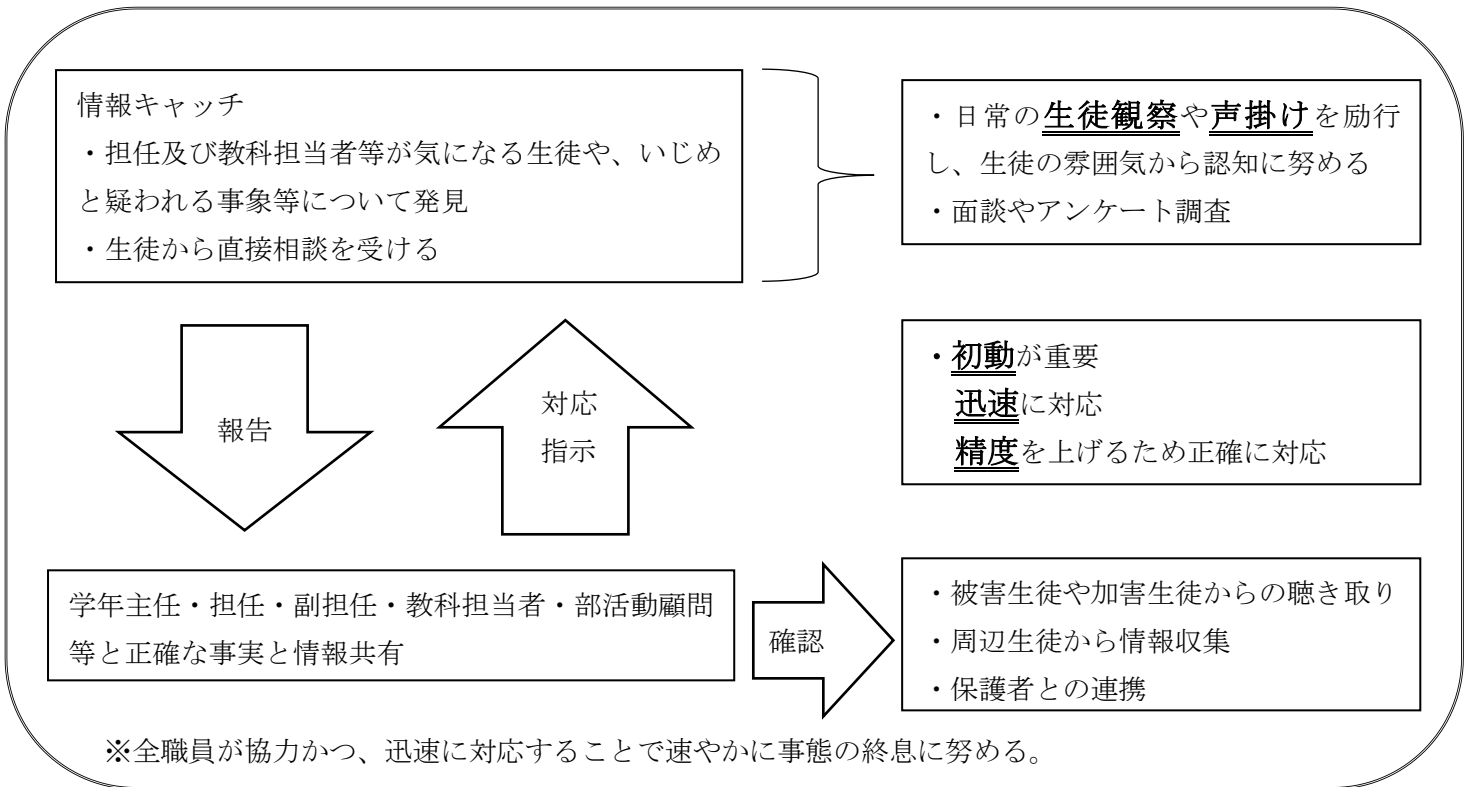 情報キャッチ
・担任及び教科担当者等が気になる生徒や、いじめ
と疑われる事象等について発見
・生徒から直接相談を受ける
・日常の生徒観察や声掛けを励行
し、生徒の雰囲気から認知に努める
・面談やアンケート調査
報告
対応
指示
・初動が重要
迅速に対応
精度を上げるため正確に対応
学年主任・担任・副担任・教科担当者・部活動顧問
等と正確な事実と情報共有
確認
・被害生徒や加害生徒からの聴き取り
・周辺生徒から情報収集
・保護者との連携
※全職員が協力かつ、迅速に対応することで速やかに事態の終息に努める。